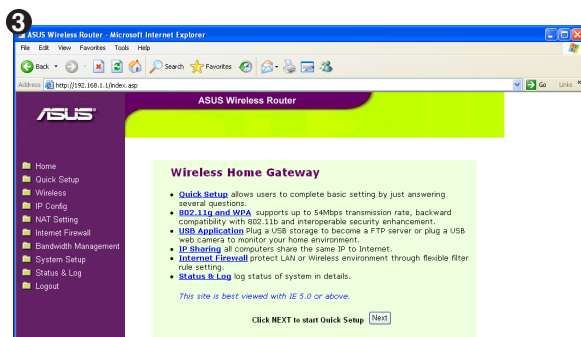 3
ASUS Wireless Router - Microsoft Internet Explorer
File Edit View Favorites Tools Help
Back Search Favorites
Address http://192.168.1.1/index.asp Go Links »
ASUS Wireless Router
ASUS
Home
Quick Setup
Wireless
IP Config
NAT Setting
Internet Firewall
Bandwidth Management
System Setup
Status & Log
Logout
Wireless Home Gateway
• Quick Setup allows users to complete basic setting by just answering
several questions.
• 802.11g and WPA supports up to 54Mbps transmission rate, backward
compatibility with 802.11b and interoperable security enhancement.
• USB Application Plug a USB storage to become a FTP server or plug a USB
web camera to monitor your home environment.
• IP Sharing all computers share the same IP to Internet.
• Internet Firewall protect LAN or Wireless environment through flexible filter
rule setting.
• Status & Log log status of system in details.
This site is best viewed with IE 5.0 or above.
Click NEXT to start Quick Setup Next